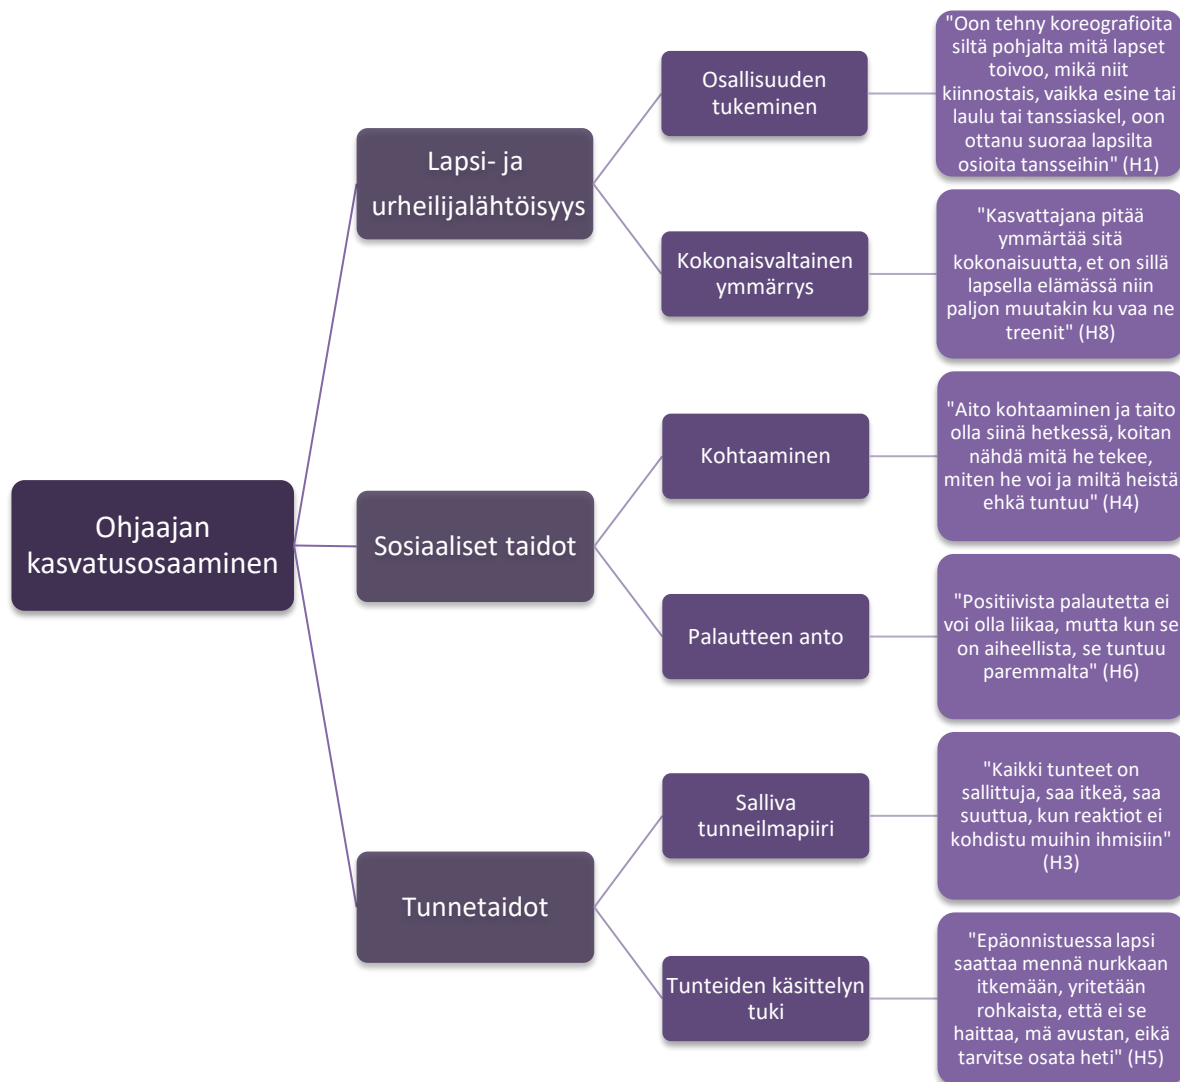 "Oon tehny koreografioita
siltä pohjalta mitä lapset
toivoo, mikä niit
kiinnostais, vaikka esine tai
laulu tai tanssiaskel, oon
ottanu suoraa lapsilta
osioita tansseihin" (H1)
Osallisuuden
tukeminen
Lapsi- ja
urheilijalähtöisyys
"Kasvattajana pitää
ymmärtää sitä
kokonaisuutta, et on sillä
lapsella elämässä niin
paljon muutakin ku vaa ne
treenit" (H8)
Kokonaisvaltainen
ymmärrys
"Aito kohtaaminen ja taito
olla siinä hetkessä, koitan
nähdä mitä he tekee,
miten he voi ja miltä heistä
ehkä tuntuu" (H4)
Kohtaaminen
Ohjaajan
kasvatusosaaminen
Sosiaaliset taidot
"Positiivista palautetta ei
voi olla liikaa, mutta kun se
on aiheellista, se tuntuu
paremmalta" (H6)
Palautteen anto
"Kaikki tunteet on
sallittuja, saa itkeä, saa
suuttua, kun reaktiot ei
kohdistu muihin ihmisiin"
(H3)
Salliva
tunneilmapiiri
Tunnetaidot
"Epäonnistuessa lapsi
saattaa mennä nurkkaan
itkemään, yritetään
rohkaista, että ei se
haittaa, mä avustan, eikä
tarvitse osata heti" (H5)
Tunteiden käsittelyn
tuki